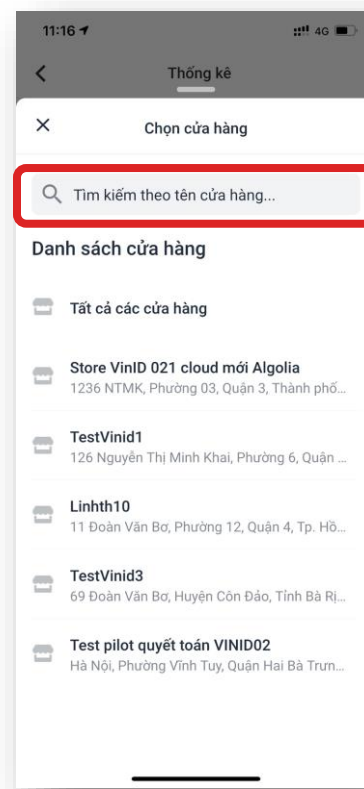 11:16
4G
Thống kê
Chọn cửa hàng
Tìm kiếm theo tên cửa hàng...
Danh sách cửa hàng
Tất cả các cửa hàng
Store VinID 021 cloud mới Algolia
1236 NTMK, Phường 03, Quận 3, Thành phố...
TestVinid1
126 Nguyễn Thị Minh Khai, Phường 6, Quận ...
Linhth10
11 Đoàn Văn Bơ, Phường 12, Quận 4, Tp. Hồ...
TestVinid3
69 Đoàn Văn Bơ, Huyện Côn Đảo, Tỉnh Bà Rị...
Test pilot quyết toán VINID02
Hà Nội, Phường Vĩnh Tuy, Quận Hai Bà Trưn...